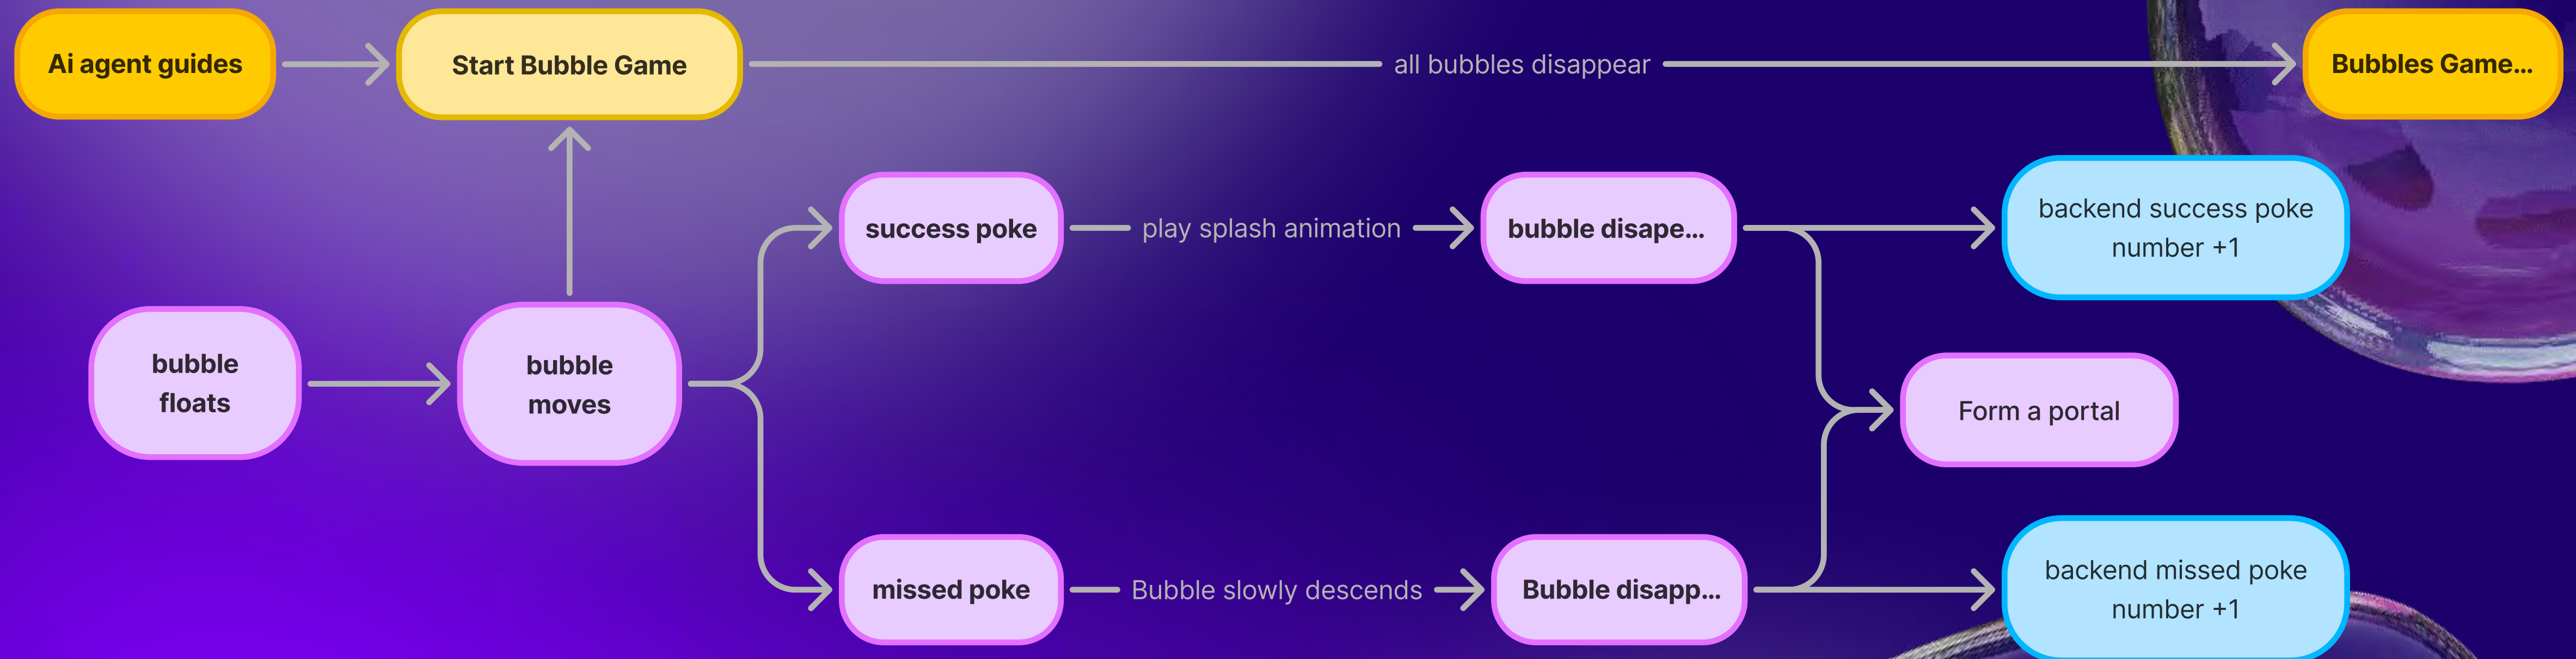 Ai agent guides
Start Bubble Game
all bubbles disappear
Bubbles Game...
success poke
play splash animation
bubble disape...
backend success poke
number +1
bubble
floats
bubble
moves
Form a portal
missed poke
Bubble slowly descends
Bubble disapp...
backend missed poke
number +1